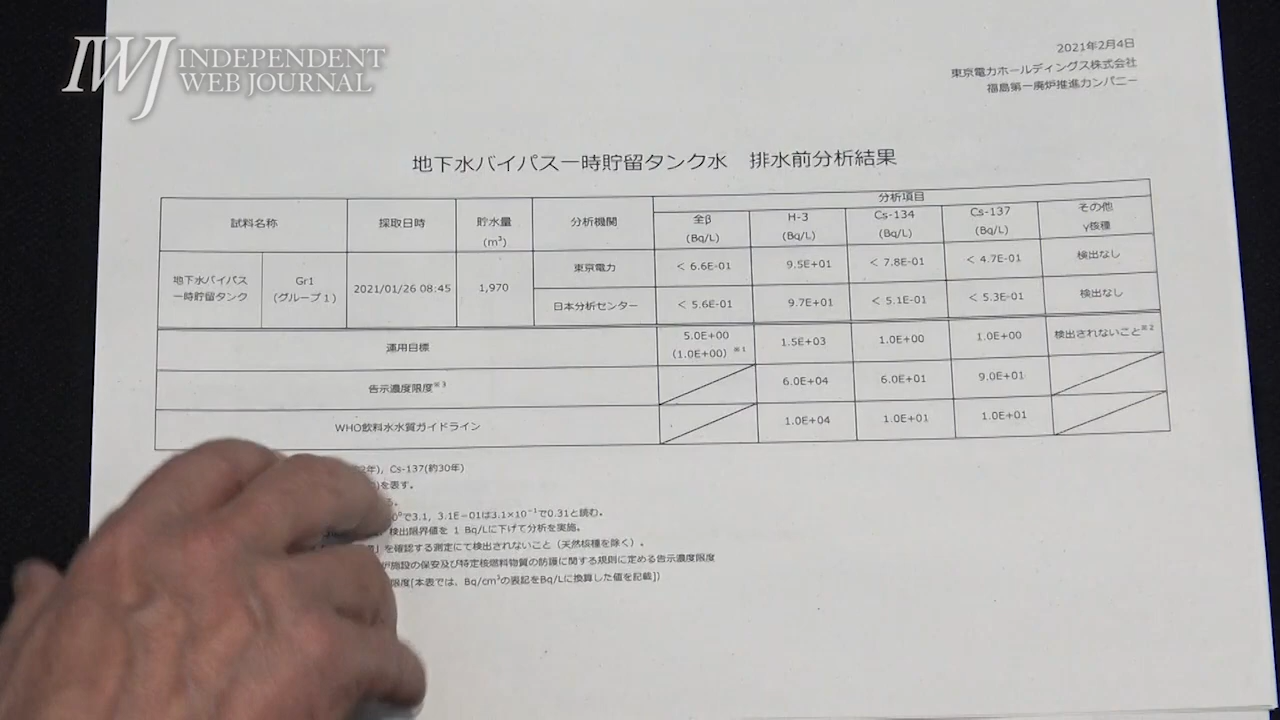 IWJ INDEPENDENT
WEB JOURNAL
2021年2月4日
東京電力ホールディングス株式会社
福島第一廃炉推進カンパニー
地下水バイパス一時貯留タンク水 排水前分析結果
試料名称 採取日時 貯水量 (m³) 分析機関 分析項目
全β (Bq/L) H-3 (Bq/L) Cs-134 (Bq/L) Cs-137 (Bq/L) その他 γ核種
地下水バイパス 一時貯留タンク Gr1 (グループ1) 2021/01/26 08:45 1,970
東京電力 < 6.6E-01 9.5E+01 < 7.8E-01 < 4.7E-01 検出なし
日本分析センター < 5.6E-01 9.7E+01 < 5.1E-01 < 5.3E-01 検出なし
運用目標 5.0E+00 (1.0E+00) ※1 1.5E+03 1.0E+00 1.0E+00 検出されないこと※2
告示濃度限度※3 6.0E+04 6.0E+01 9.0E+01
WHO飲料水水質ガイドライン 1.0E+04 1.0E+01 1.0E+01
年), Cs-137(約30年)
を表す。
で3.1, 3.1E－01は3.1×10⁻¹で0.31と読む。
検出限界値を 1 Bq/Lに下げて分析を実施。
」を確認する測定にて検出されないこと（天然核種を除く）。
施設の保安及び特定核燃料物質の防護に関する規則に定める告示濃度限度
限度[本表では、Bq/cm³の表記をBq/Lに換算した値を記載])